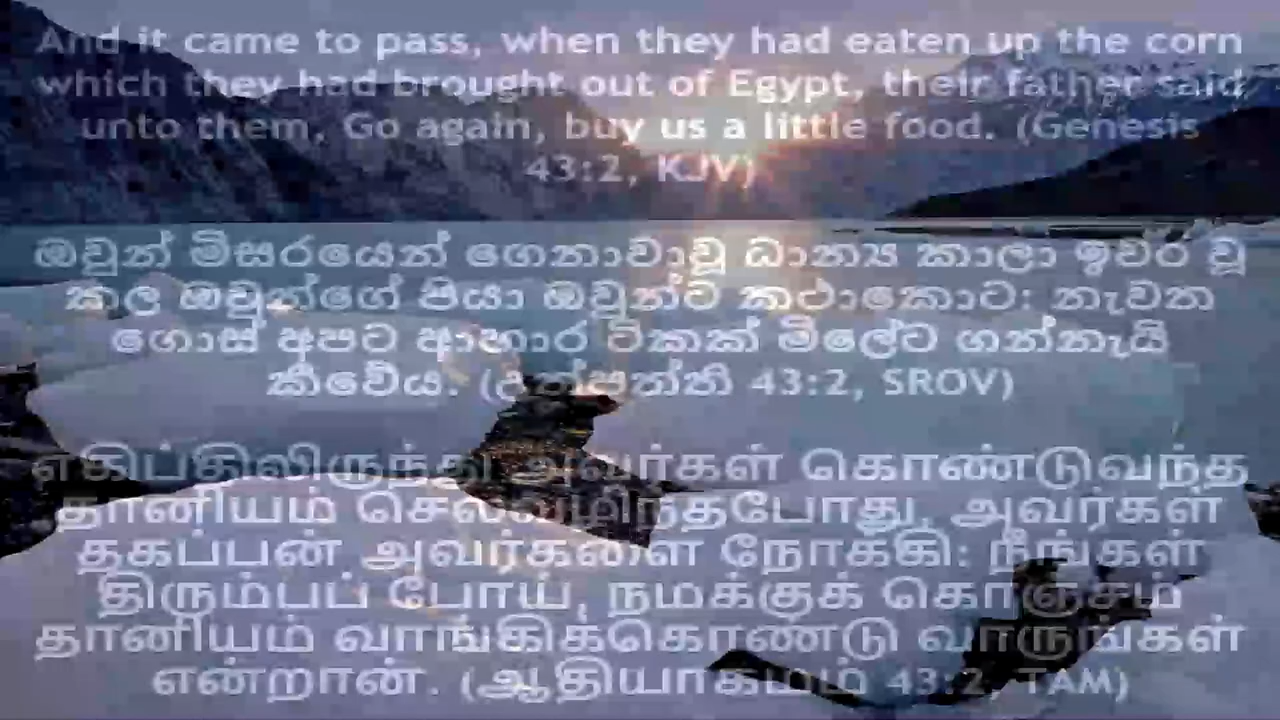 And it came to pass, when they had eaten up the corn
which they had brought out of Egypt, their father said
unto them, Go again, buy us a little food. (Genesis
43:2, KJV)
ඔවුන් මිසරයෙන් ගෙනාවාවූ ධාන්‍ය කාලා ඉවර වූ
කල ඔවුන්ගේ පියා ඔවුන්ට කථාකොට: නැවත
ගොස් අපට ආහාර ටිකක් මිලේට ගන්නැයි
කීවේය. (උත්පත්ති 43:2, SROV)
எகிப்திலிருந்து அவர்கள் கொண்டுவந்த
தானியம் செலவழிந்தபோது, அவர்கள்
தகப்பன் அவர்களை நோக்கி: நீங்கள்
திரும்பப் போய், நமக்குக் கொஞ்சம்
தானியம் வாங்கிக்கொண்டு வாருங்கள்
என்றான். (ஆதியாகமம் 43:2, TAM)